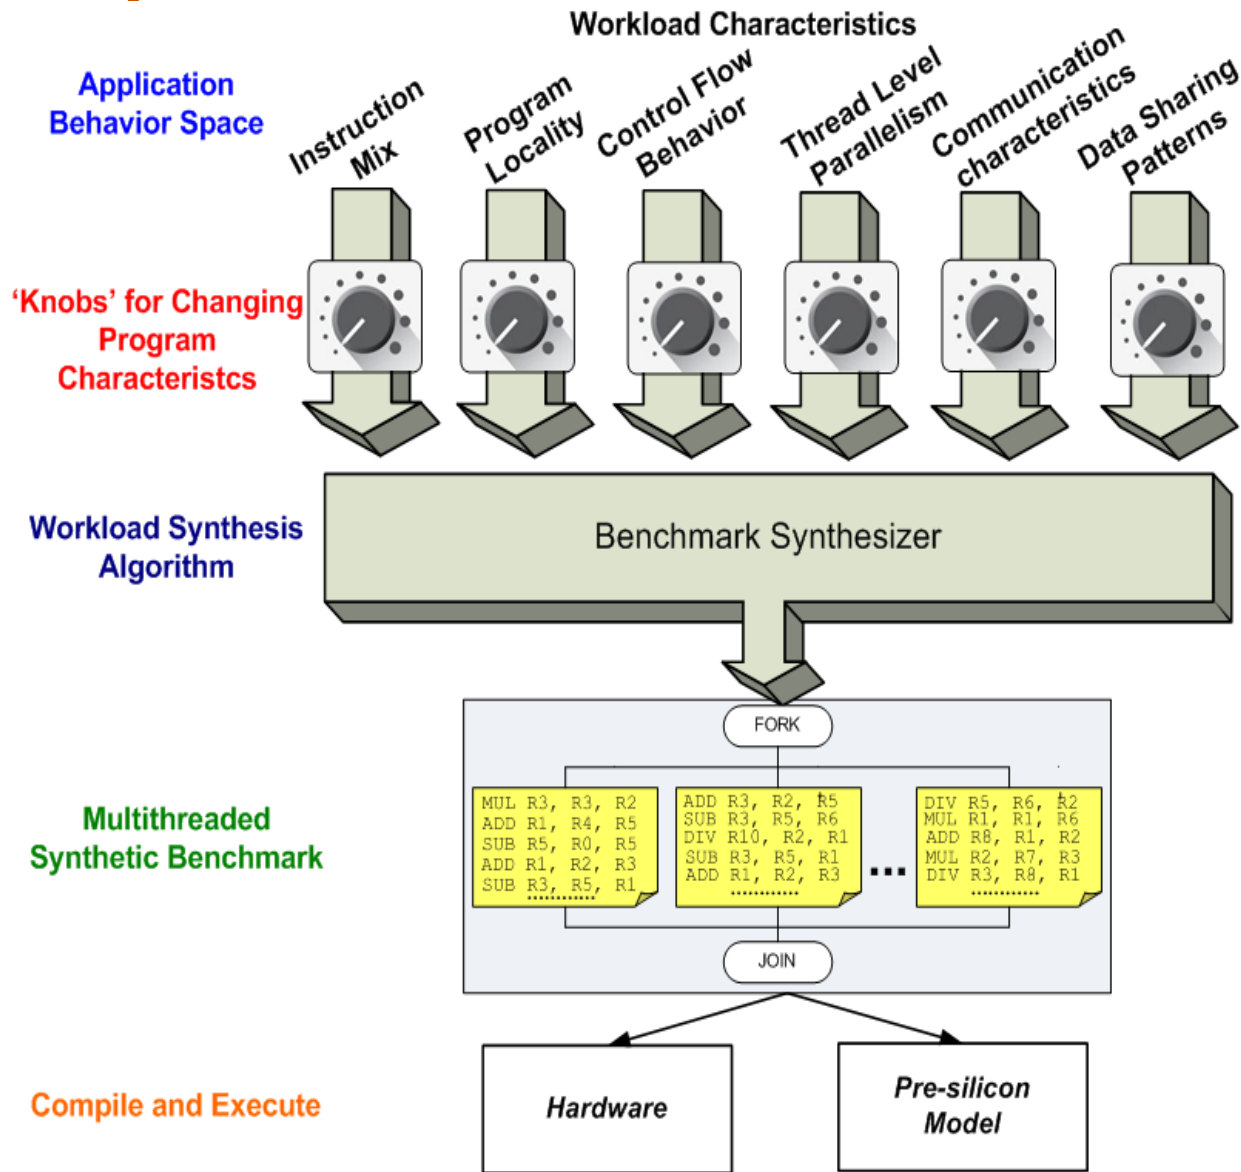 Workload Characteristics
Application
Behavior Space
Instruction
Mix
Program
Locality
Control Flow
Behavior
Thread Level
Parallelism
Communication
characteristics
Data Sharing
Patterns
‘Knobs’ for Changing
Program
Characteristcs
Workload Synthesis
Algorithm
Benchmark Synthesizer
Multithreaded
Synthetic Benchmark
FORK
MUL R3, R3, R2
ADD R1, R4, R5
SUB R5, R0, R5
ADD R1, R2, R3
SUB R3, R5, R1
............
ADD R3, R2, R5
SUB R3, R5, R6
DIV R10, R2, R1
SUB R3, R5, R1
ADD R1, R2, R3
............
...
DIV R5, R6, R2
MUL R1, R1, R6
ADD R8, R1, R2
MUL R2, R7, R3
DIV R3, R8, R1
............
JOIN
Compile and Execute
Hardware
Pre-silicon
Model